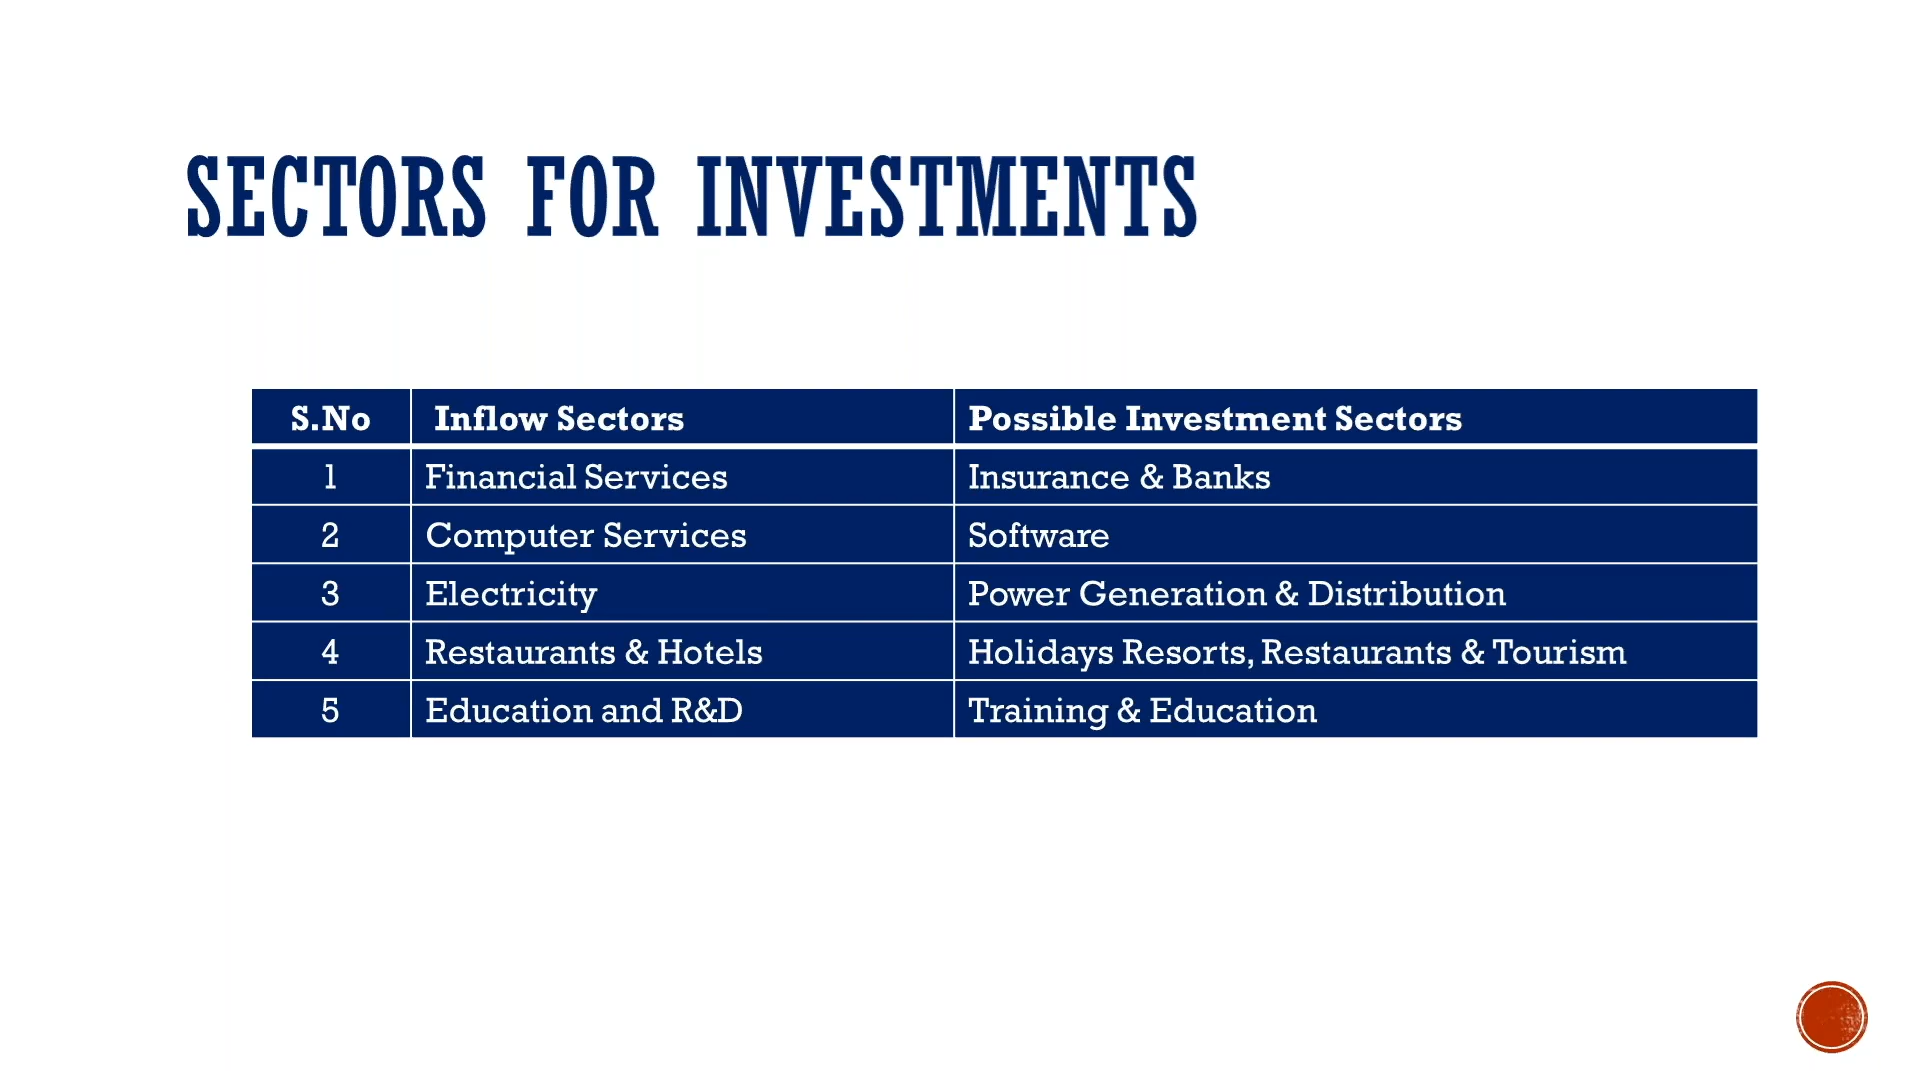 SECTORS FOR INVESTMENTS
S.No Inflow Sectors Possible Investment Sectors
1 Financial Services Insurance & Banks
2 Computer Services Software
3 Electricity Power Generation & Distribution
4 Restaurants & Hotels Holidays Resorts, Restaurants & Tourism
5 Education and R&D Training & Education